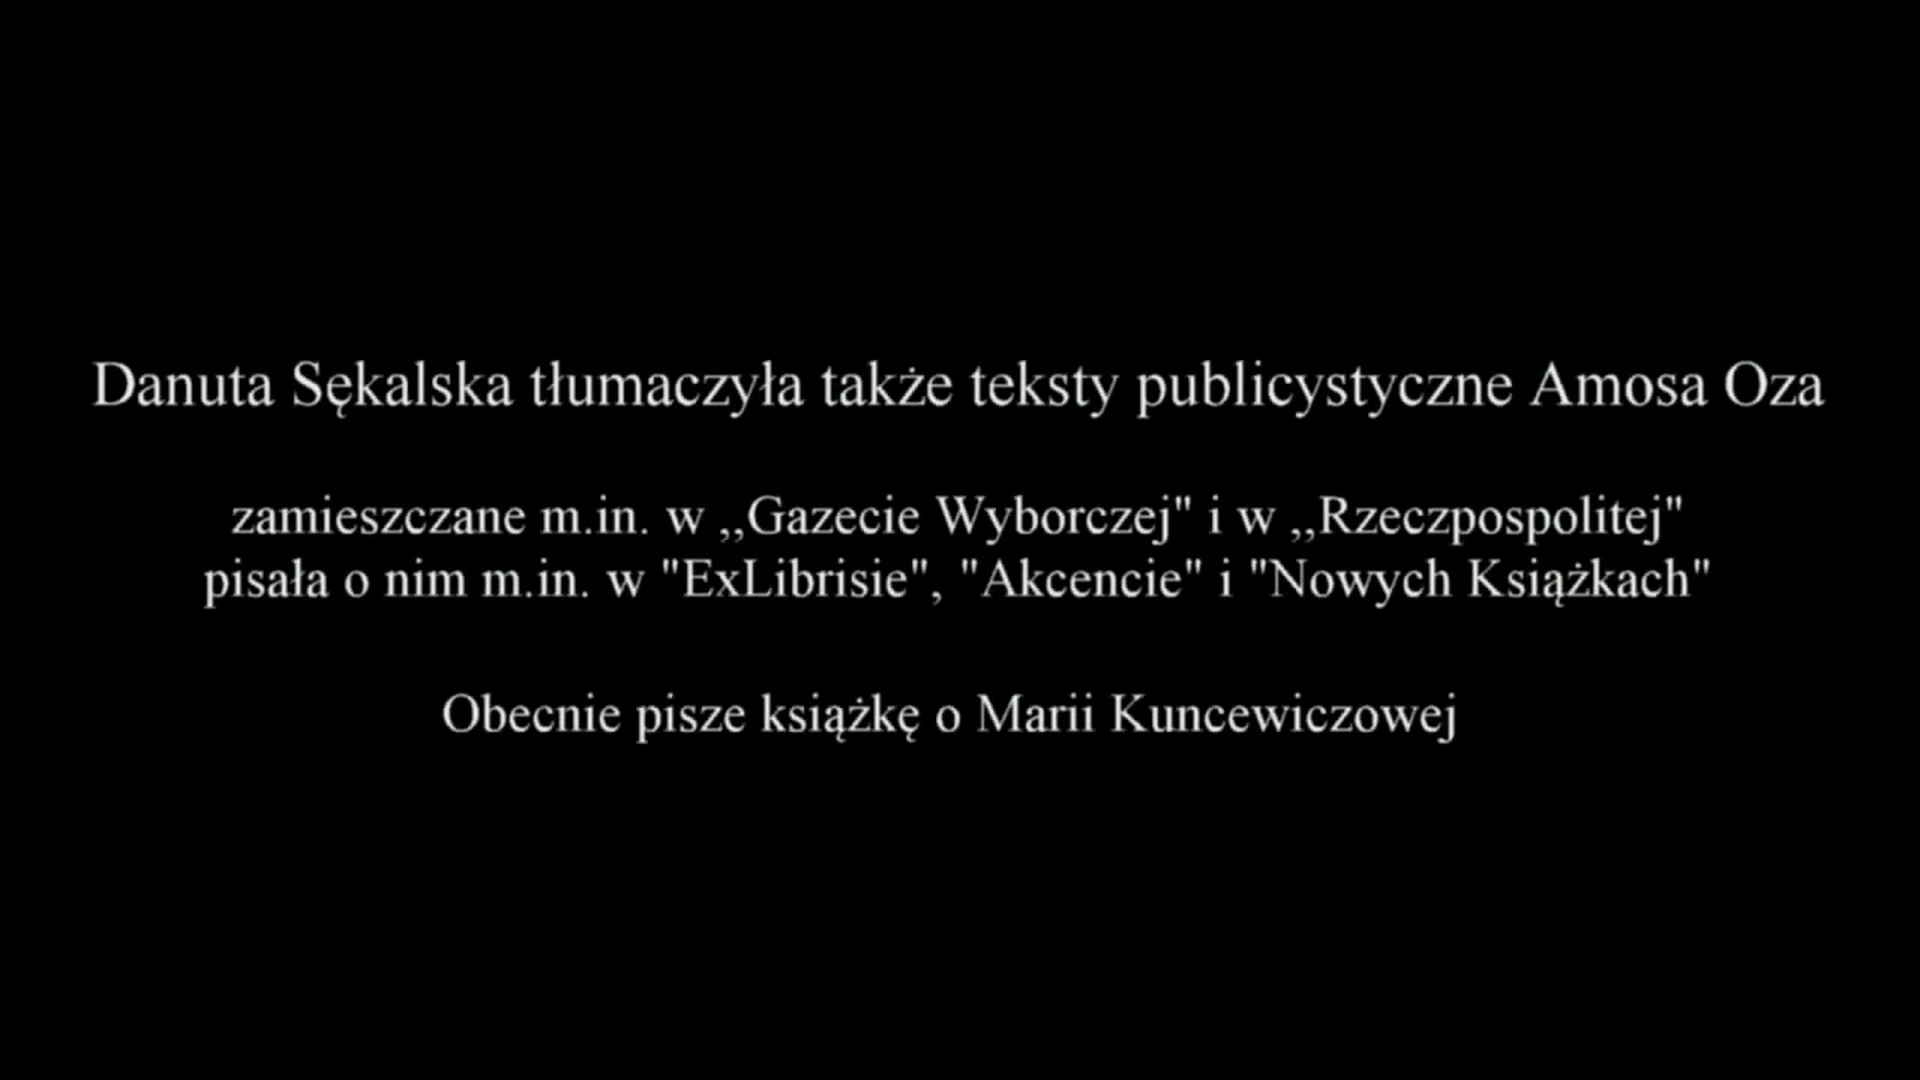 Danuta Sękalska tłumaczyła także teksty publicystyczne Amosa Oza
zamieszczane m.in. w ,,Gazecie Wyborczej" i w ,,Rzeczpospolitej"
pisała o nim m.in. w "ExLibrisie", "Akcencie" i "Nowych Książkach"
Obecnie pisze książkę o Marii Kuncewiczowej